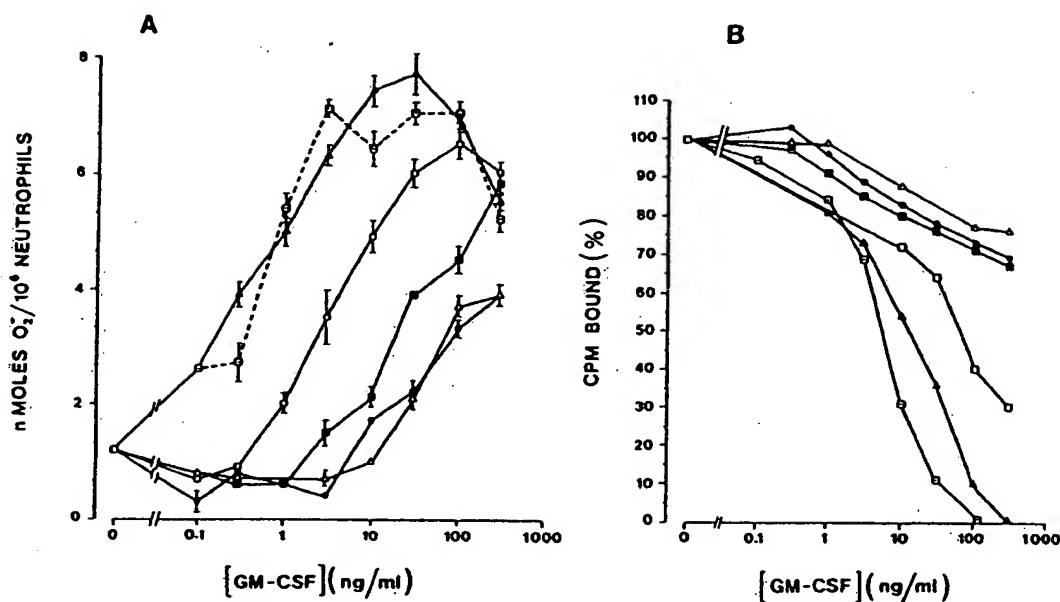 A
8
6
4
2
0
n MOLES O₂⁻/10⁶ NEUTROPHILS
0 0.1 1 10 100 1000
[GM-CSF] (ng/ml)
B
110
100
90
80
70
60
50
40
30
20
10
0
CPM BOUND (%)
0 0.1 1 10 100 1000
[GM-CSF] (ng/ml)